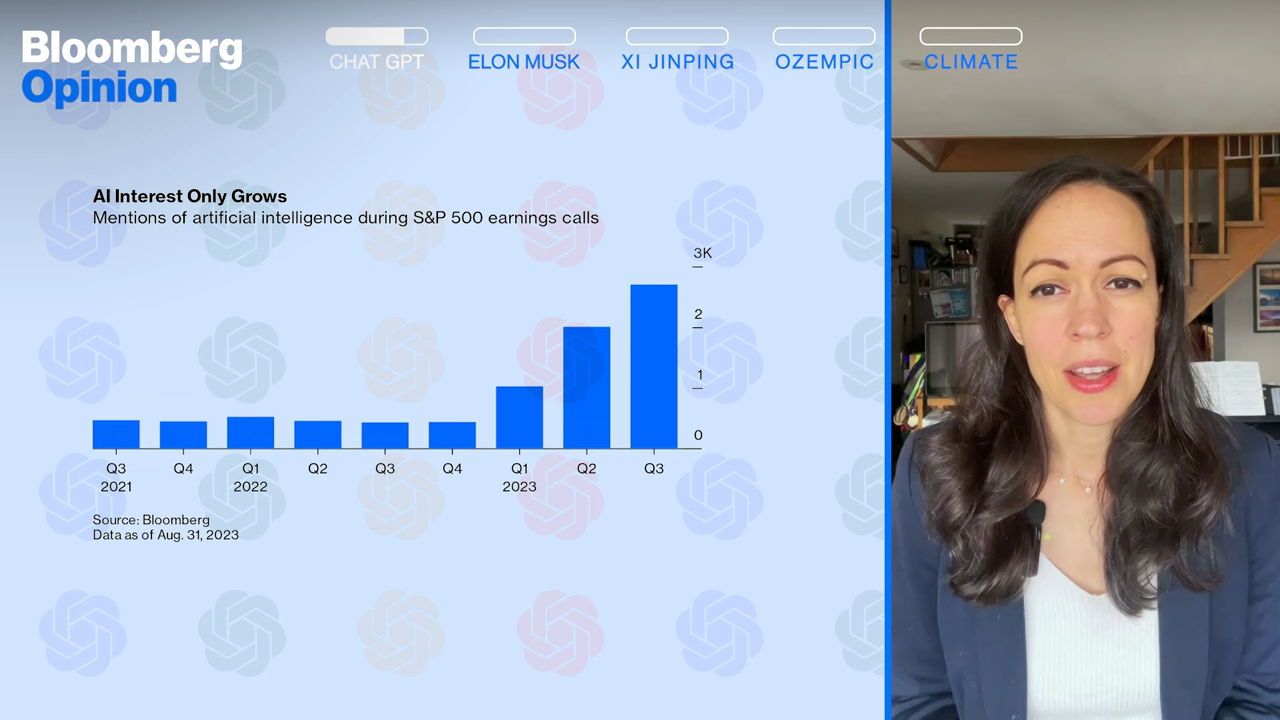 Bloomberg
Opinion
CHAT GPT
ELON MUSK
XI JINPING
OZEMPIC
CLIMATE
AI Interest Only Grows
Mentions of artificial intelligence during S&P 500 earnings calls
3K
2
1
0
Q3 Q4 Q1 Q2 Q3 Q4 Q1 Q2 Q3
2021 2022 2023
Source: Bloomberg
Data as of Aug. 31, 2023